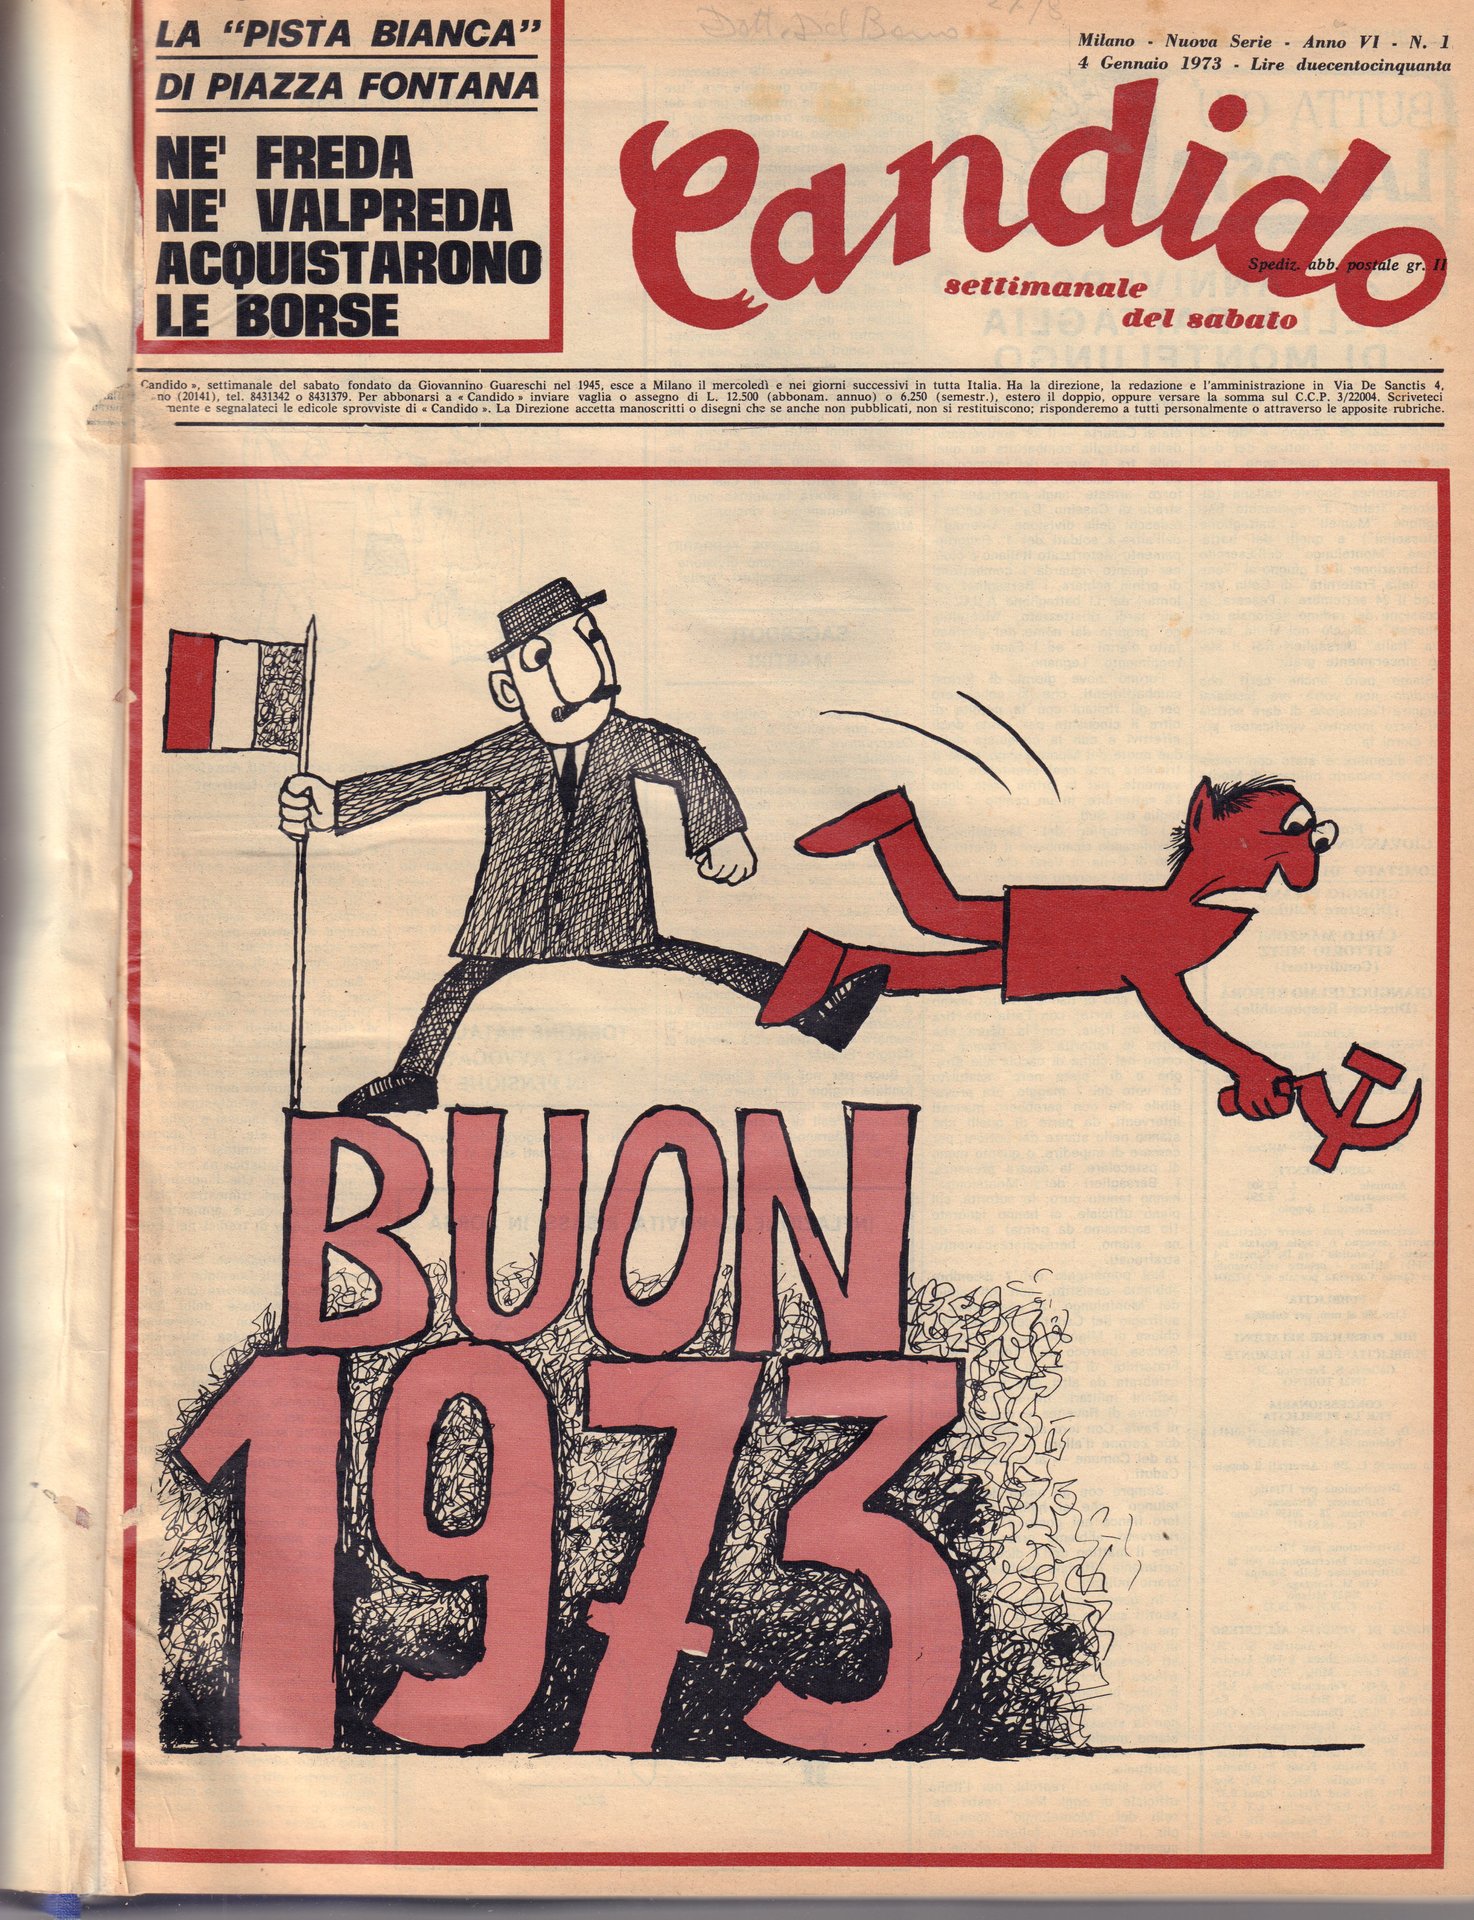 LA “PISTA BIANCA”
DI PIAZZA FONTANA
NE' FREDA
NE' VALPREDA
ACQUISTARONO
LE BORSE
Milano - Nuova Serie - Anno VI - N. 1
4 Gennaio 1973 - Lire duecentocinquanta
Candido
Spediz. abb. postale gr. II
settimanale
del sabato
Candido », settimanale del sabato fondato da Giovannino Guareschi nel 1945, esce a Milano il mercoledì e nei giorni successivi in tutta Italia. Ha la direzione, la redazione e l'amministrazione in Via De Sanctis 4,
no (20141), tel. 8431342 o 8431379. Per abbonarsi a « Candido » inviare vaglia o assegno di L. 12.500 (abbonam. annuo) o 6.250 (semestr.), estero il doppio, oppure versare la somma sul C.C.P. 3/22004. Scriveteci
mente e segnalateci le edicole sprovviste di « Candido ». La Direzione accetta manoscritti o disegni che se anche non pubblicati, non si restituiscono; risponderemo a tutti personalmente o attraverso le apposite rubriche.
BUON
1973